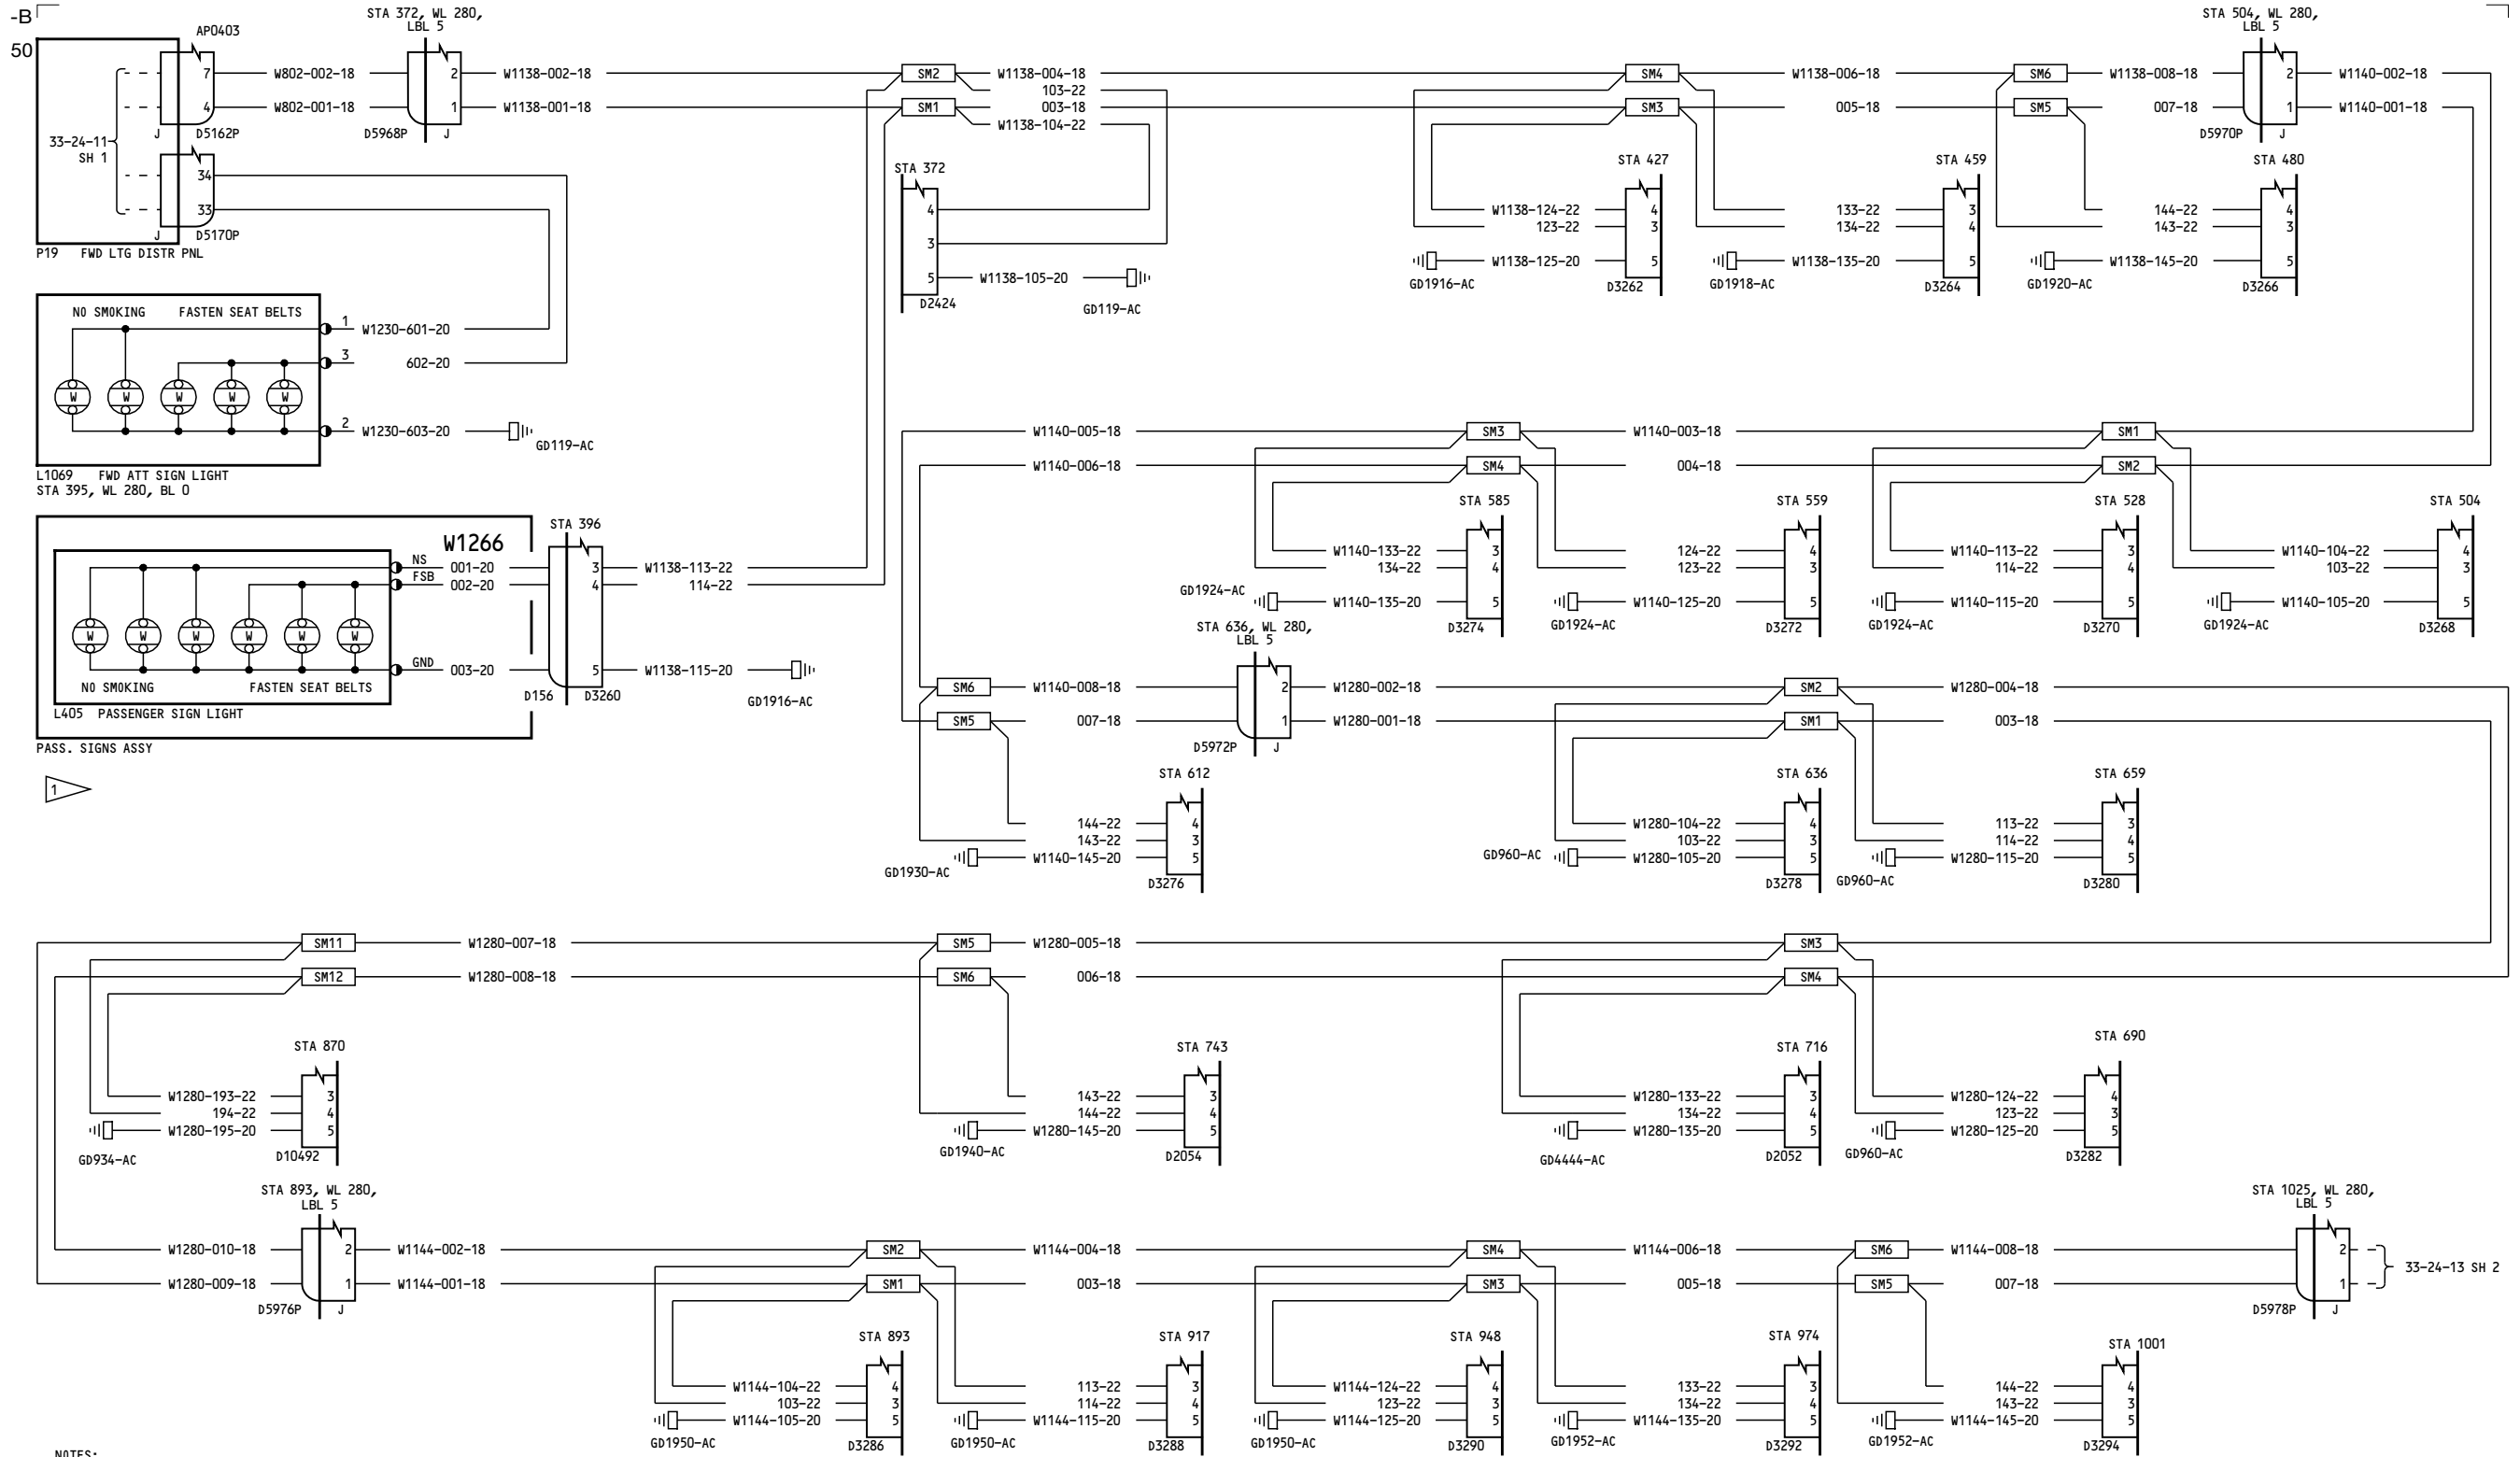 -B
50
AP0403
STA 372, WL 280,
LBL 5
STA 504, WL 280,
LBL 5
7 W802-002-18 2 W1138-002-18 SM2 W1138-004-18 SM4 W1138-006-18 SM6 W1138-008-18 2 W1140-002-18
103-22
4 W802-001-18 1 W1138-001-18 SM1 003-18 SM3 005-18 SM5 007-18 1 W1140-001-18
W1138-104-22
J D5162P D5968P J D5970P J
33-24-11
SH 1
34
33
J D5170P
P19 FWD LTG DISTR PNL
STA 372
4
3
5 W1138-105-20
D2424
GD119-AC
STA 427
W1138-124-22 4
123-22 3
W1138-125-20 5
GD1916-AC
D3262
STA 459
133-22 3
134-22 4
W1138-135-20 5
GD1918-AC
D3264
STA 480
144-22 4
143-22 3
W1138-145-20 5
GD1920-AC
D3266
NO SMOKING FASTEN SEAT BELTS
1 W1230-601-20
3 602-20
W W W W W
2 W1230-603-20
GD119-AC
L1069 FWD ATT SIGN LIGHT
STA 395, WL 280, BL 0
W1140-005-18 SM3 W1140-003-18 SM1
W1140-006-18 SM4 004-18 SM2
STA 585
W1140-133-22 3
134-22 4
GD1924-AC
W1140-135-20 5
D3274
STA 559
124-22 4
123-22 3
W1140-125-20 5
GD1924-AC
D3272
STA 528
W1140-113-22 3
114-22 4
W1140-115-20 5
GD1924-AC
D3270
STA 504
W1140-104-22 4
103-22 3
W1140-105-20 5
GD1924-AC
D3268
W1266
STA 396
NS 001-20 3 W1138-113-22
FSB 002-20 4 114-22
W W W W W W
GND 003-20 5 W1138-115-20
NO SMOKING FASTEN SEAT BELTS
D156 D3260
GD1916-AC
L405 PASSENGER SIGN LIGHT
PASS. SIGNS ASSY
1
STA 636, WL 280,
LBL 5
SM6 W1140-008-18 2 W1280-002-18 SM2 W1280-004-18
SM5 007-18 1 W1280-001-18 SM1 003-18
D5972P J
STA 612
144-22 4
143-22 3
W1140-145-20 5
GD1930-AC
D3276
STA 636
W1280-104-22 4
103-22 3
GD960-AC
W1280-105-20 5
D3278
STA 659
113-22 3
114-22 4
W1280-115-20 5
GD960-AC
D3280
SM11 W1280-007-18 SM5 W1280-005-18 SM3
SM12 W1280-008-18 SM6 006-18 SM4
STA 870
W1280-193-22 3
194-22 4
W1280-195-20 5
GD934-AC
D10492
STA 743
143-22 3
144-22 4
W1280-145-20 5
GD1940-AC
D2054
STA 716
W1280-133-22 3
134-22 4
W1280-135-20 5
GD4444-AC
D2052
STA 690
W1280-124-22 4
123-22 3
W1280-125-20 5
GD960-AC
D3282
STA 893, WL 280,
LBL 5
STA 1025, WL 280,
LBL 5
W1280-010-18 2 W1144-002-18 SM2 W1144-004-18 SM4 W1144-006-18 SM6 W1144-008-18 2
33-24-13 SH 2
W1280-009-18 1 W1144-001-18 SM1 003-18 SM3 005-18 SM5 007-18 1
D5976P J D5978P J
STA 893
W1144-104-22 4
103-22 3
W1144-105-20 5
GD1950-AC
D3286
STA 917
113-22 3
114-22 4
W1144-115-20 5
GD1950-AC
D3288
STA 948
W1144-124-22 4
123-22 3
W1144-125-20 5
GD1950-AC
D3290
STA 974
133-22 3
134-22 4
W1144-135-20 5
GD1952-AC
D3292
STA 1001
144-22 4
143-22 3
W1144-145-20 5
GD1952-AC
D3294
NOTES: